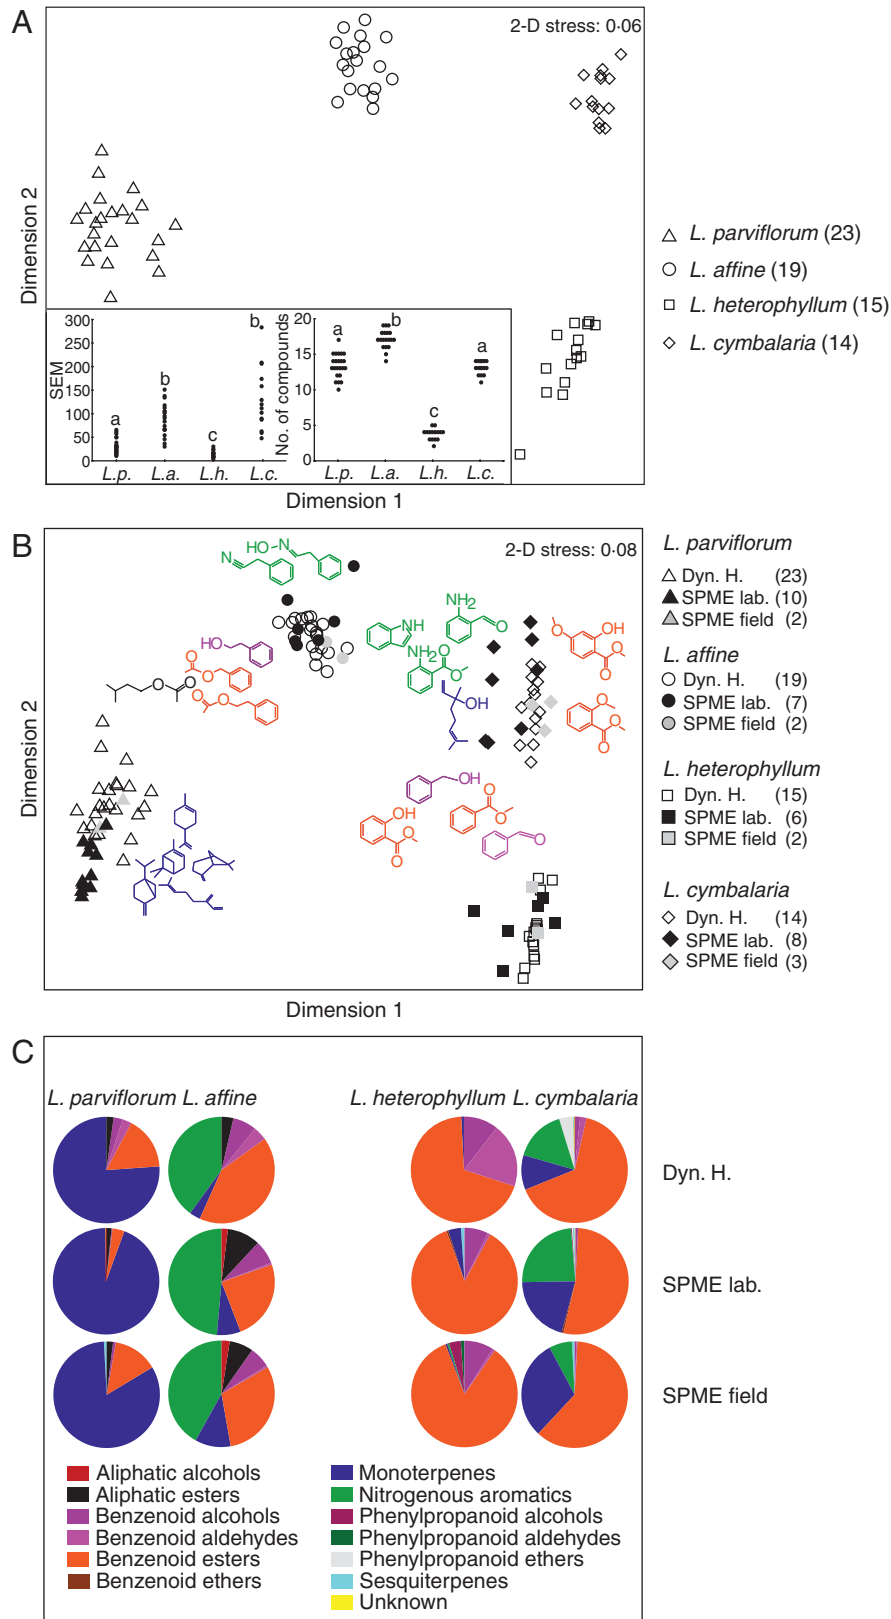 A
2-D stress: 0·06
Dimension 2
Dimension 1
L. parviflorum (23)
L. affine (19)
L. heterophyllum (15)
L. cymbalaria (14)
SEM
300
250
200
150
100
50
0
a
b
c
b
L.p. L.a. L.h. L.c.
No. of compounds
20
15
10
5
0
a
b
c
a
L.p. L.a. L.h. L.c.
B
2-D stress: 0·08
Dimension 2
Dimension 1
N
HO
N
HO
O
O
O
O
O
O
NH
NH2
O
NH2
O
O
OH
O
OH
O
O
O
O
O
OH
OH
O
O
O
O
O
L. parviflorum
Dyn. H. (23)
SPME lab. (10)
SPME field (2)
L. affine
Dyn. H. (19)
SPME lab. (7)
SPME field (2)
L. heterophyllum
Dyn. H. (15)
SPME lab. (6)
SPME field (2)
L. cymbalaria
Dyn. H. (14)
SPME lab. (8)
SPME field (3)
C
L. parviflorum L. affine L. heterophyllum L. cymbalaria
Dyn. H.
SPME lab.
SPME field
Aliphatic alcohols
Aliphatic esters
Benzenoid alcohols
Benzenoid aldehydes
Benzenoid esters
Benzenoid ethers
Monoterpenes
Nitrogenous aromatics
Phenylpropanoid alcohols
Phenylpropanoid aldehydes
Phenylpropanoid ethers
Sesquiterpenes
Unknown